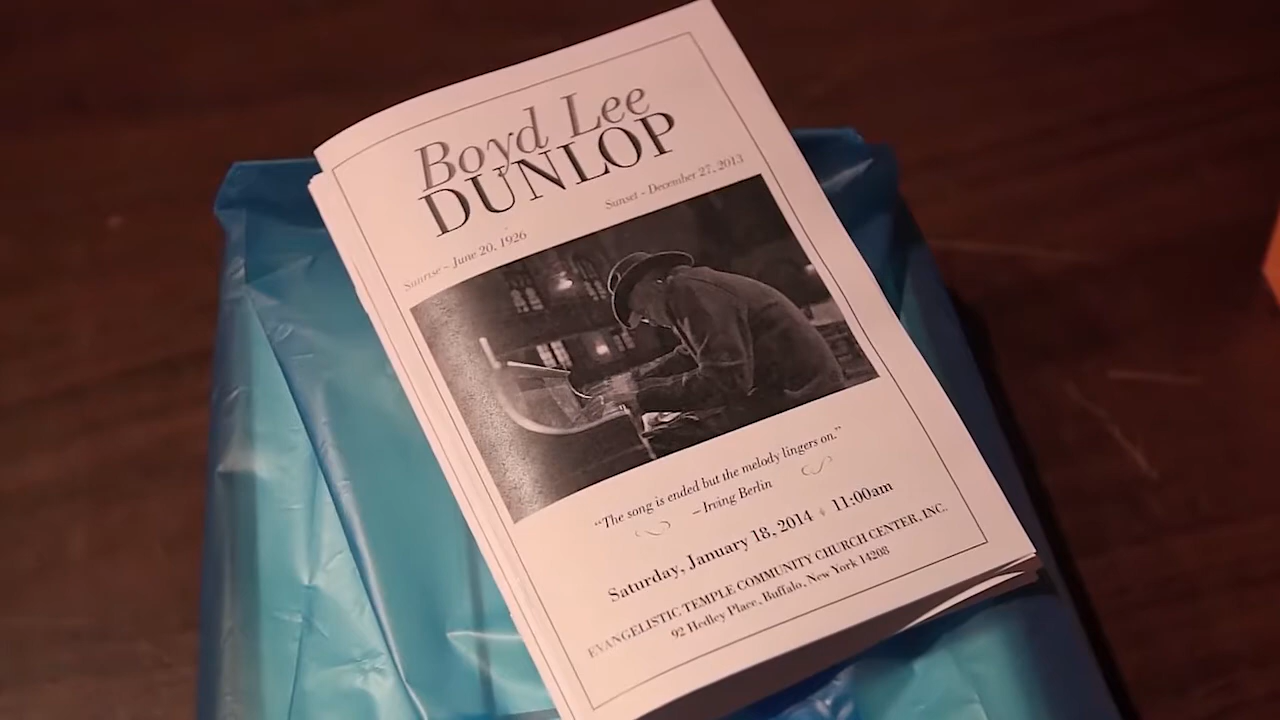 Boyd Lee
DUNLOP
Sunrise ~ June 20, 1926
Sunset ~ December 27, 2013
“The song is ended but the melody lingers on.”
–Irving Berlin
Saturday, January 18, 2014 ♦ 11:00am
EVANGELISTIC TEMPLE COMMUNITY CHURCH CENTER, INC.
92 Hedley Place, Buffalo, New York 14208